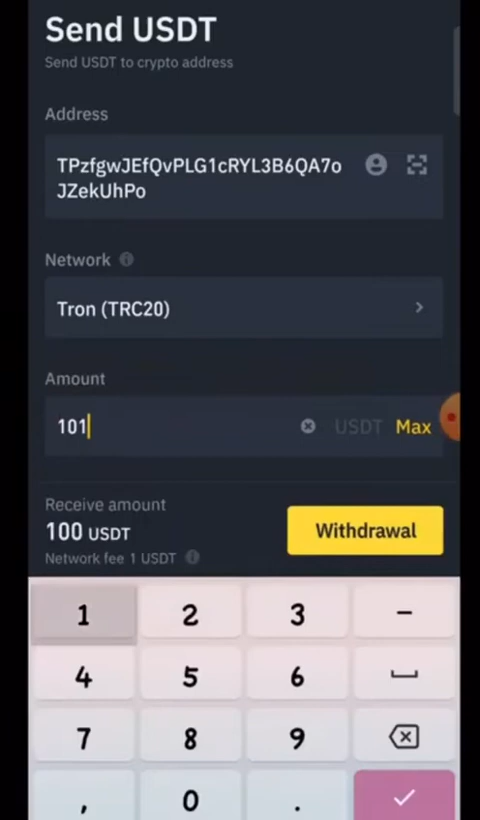 Send USDT
Send USDT to crypto address
Address
TPzfgwJEfQvPLG1cRYL3B6QA7o
JZekUhPo
Network
Tron (TRC20)
Amount
101 USDT Max
Receive amount
100 USDT
Withdrawal
Network fee 1 USDT
1 2 3 –
4 5 6
7 8 9
, 0 .